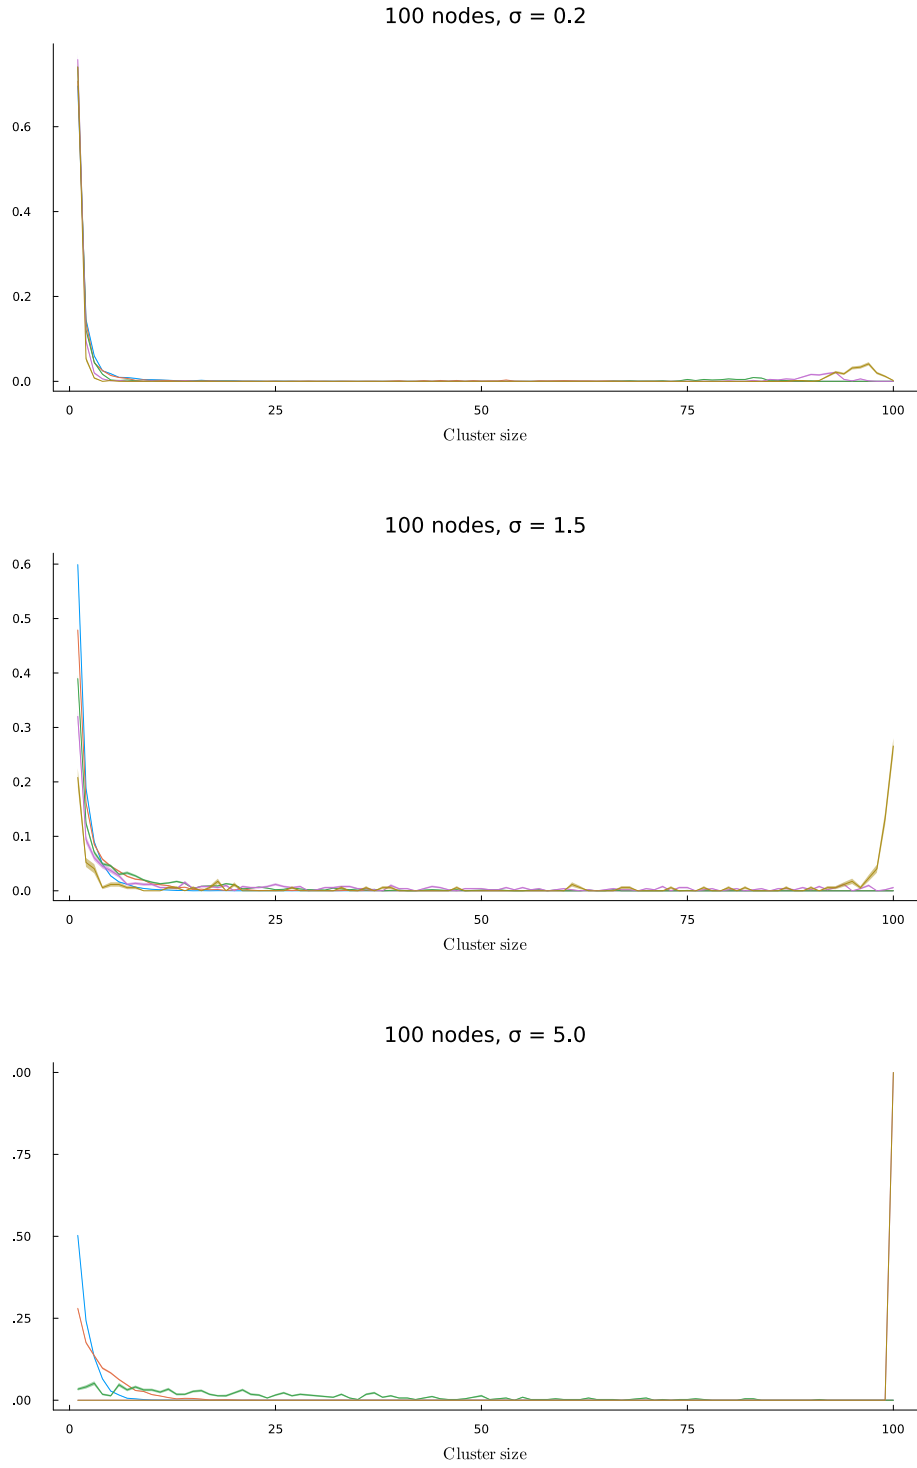 100 nodes, σ = 0.2
0.6
0.4
0.2
0.0
0 25 50 75 100
Cluster size
100 nodes, σ = 1.5
0.6
0.5
0.4
0.3
0.2
0.1
0.0
0 25 50 75 100
Cluster size
100 nodes, σ = 5.0
.00
.75
.50
.25
.00
0 25 50 75 100
Cluster size